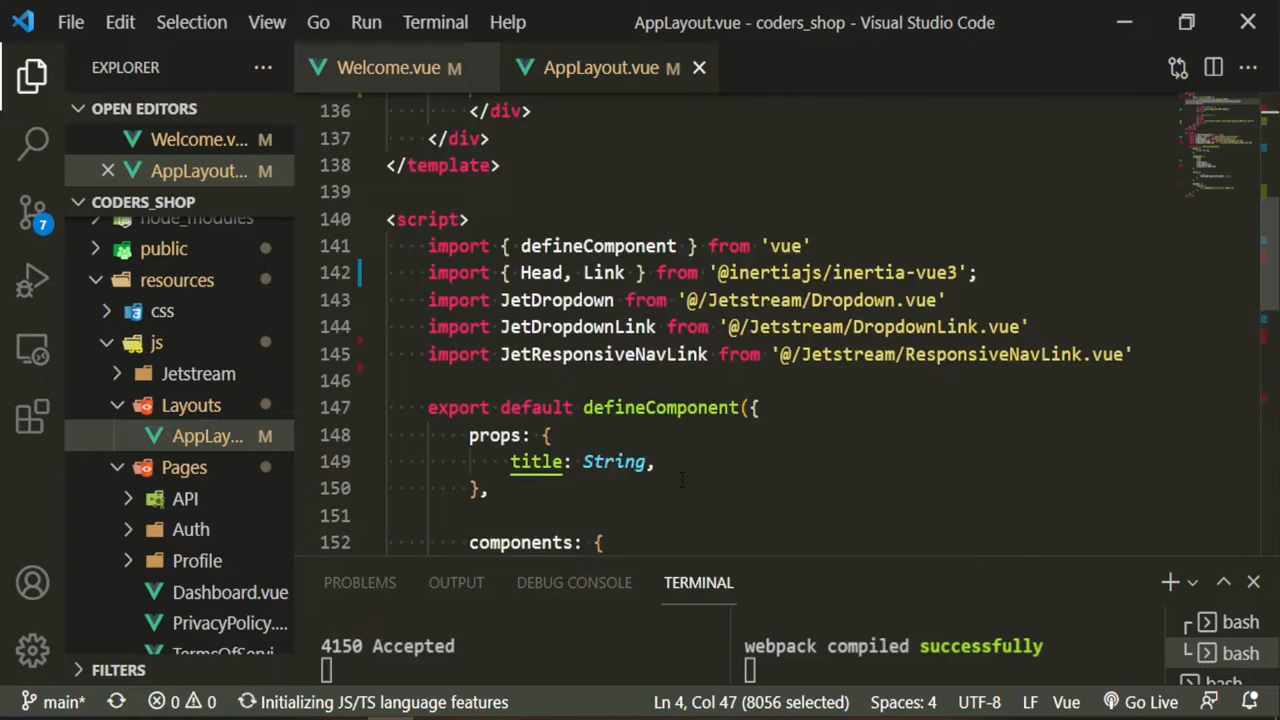 File Edit Selection View Go Run Terminal Help AppLayout.vue - coders_shop - Visual Studio Code
EXPLORER
Welcome.vue M
AppLayout.vue M
OPEN EDITORS
Welcome.v... M
AppLayout... M
CODERS_SHOP
node_modules
public
resources
css
js
Jetstream
Layouts
AppLay... M
Pages
API
Auth
Profile
Dashboard.vue
PrivacyPolicy....
TermsOfServi...
FILTERS
7
136 </div>
137 </div>
138 </template>
139
140 <script>
141 import { defineComponent } from 'vue'
142 import { Head, Link } from '@inertiajs/inertia-vue3';
143 import JetDropdown from '@/Jetstream/Dropdown.vue'
144 import JetDropdownLink from '@/Jetstream/DropdownLink.vue'
145 import JetResponsiveNavLink from '@/Jetstream/ResponsiveNavLink.vue'
146
147 export default defineComponent({
148 props: {
149 title: String,
150 },
151
152 components: {
PROBLEMS OUTPUT DEBUG CONSOLE TERMINAL
4150 Accepted
webpack compiled successfully
bash
bash
bash
main* 0 0 Initializing JS/TS language features Ln 4, Col 47 (8056 selected) Spaces: 4 UTF-8 LF Vue Go Live